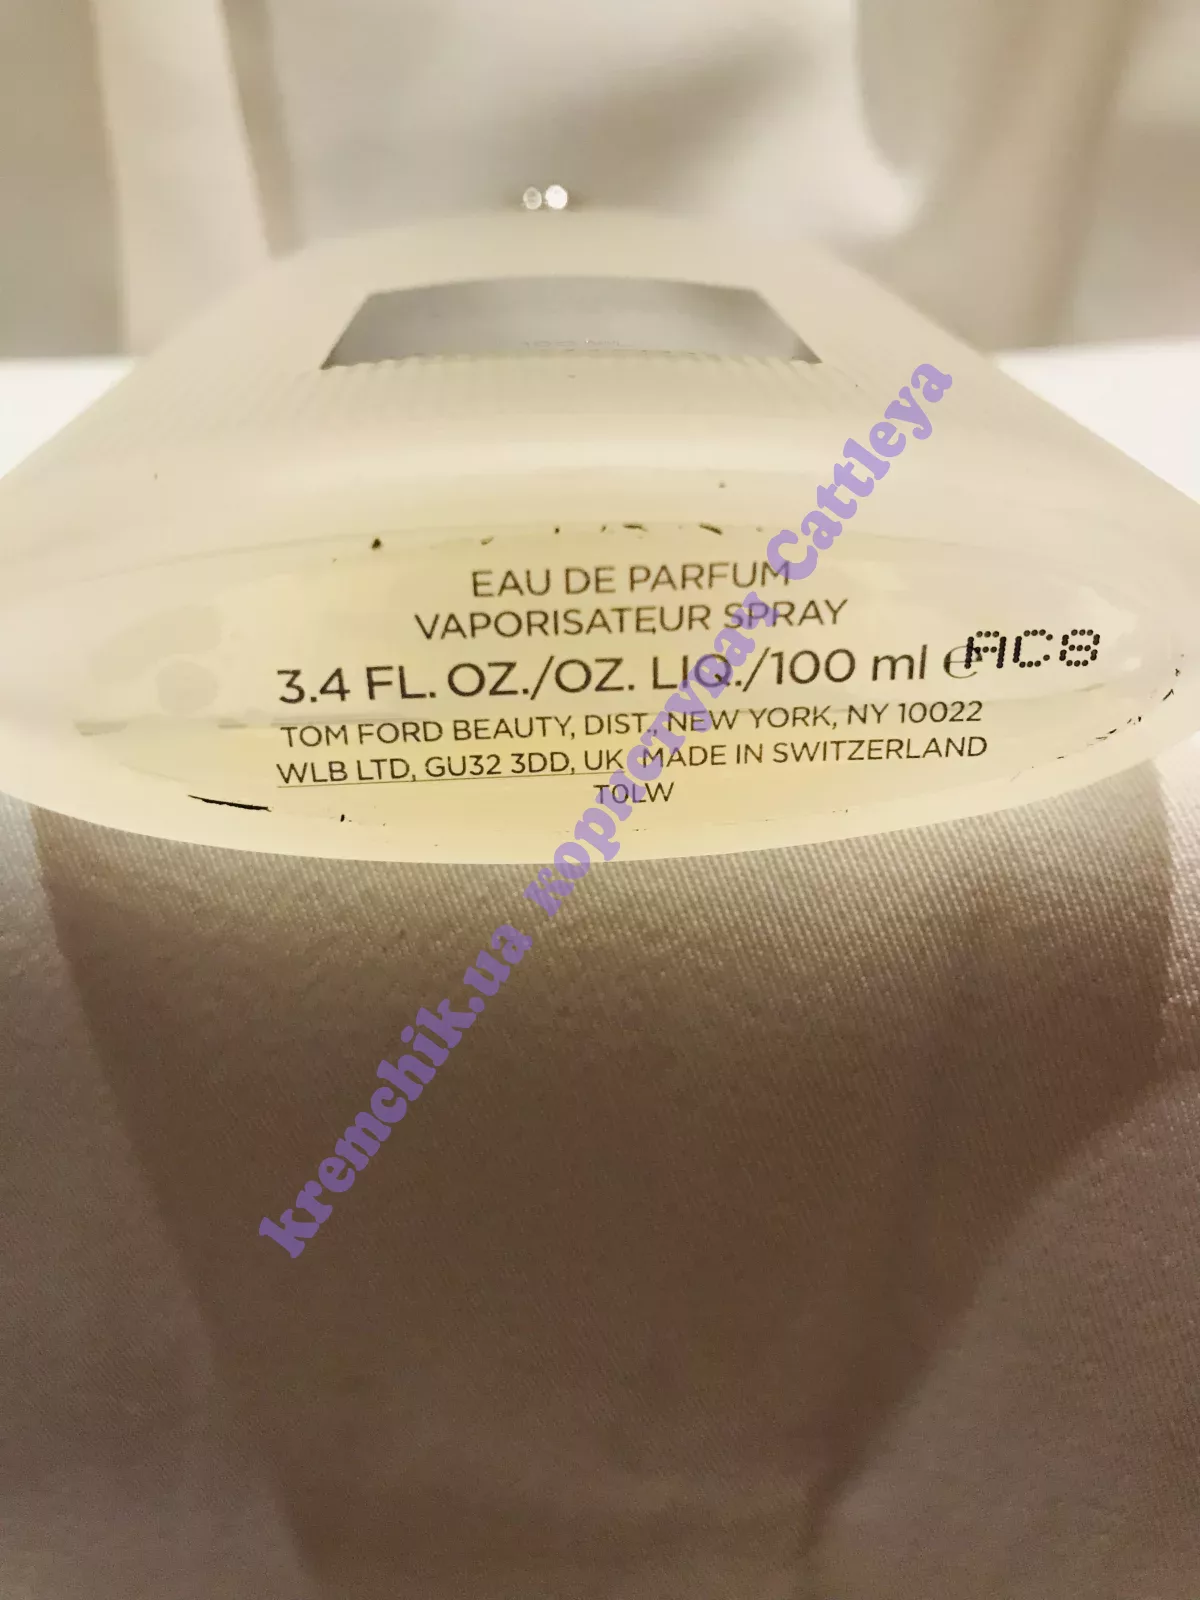 EAU DE PARFUM
VAPORISATEUR SPRAY
3.4 FL. OZ./OZ. LIQ./100 ml ℮ AC8
TOM FORD BEAUTY, DIST., NEW YORK, NY 10022
WLB LTD, GU32 3DD, UK MADE IN SWITZERLAND
T0LW
kremchik.ua користувач Cattleya